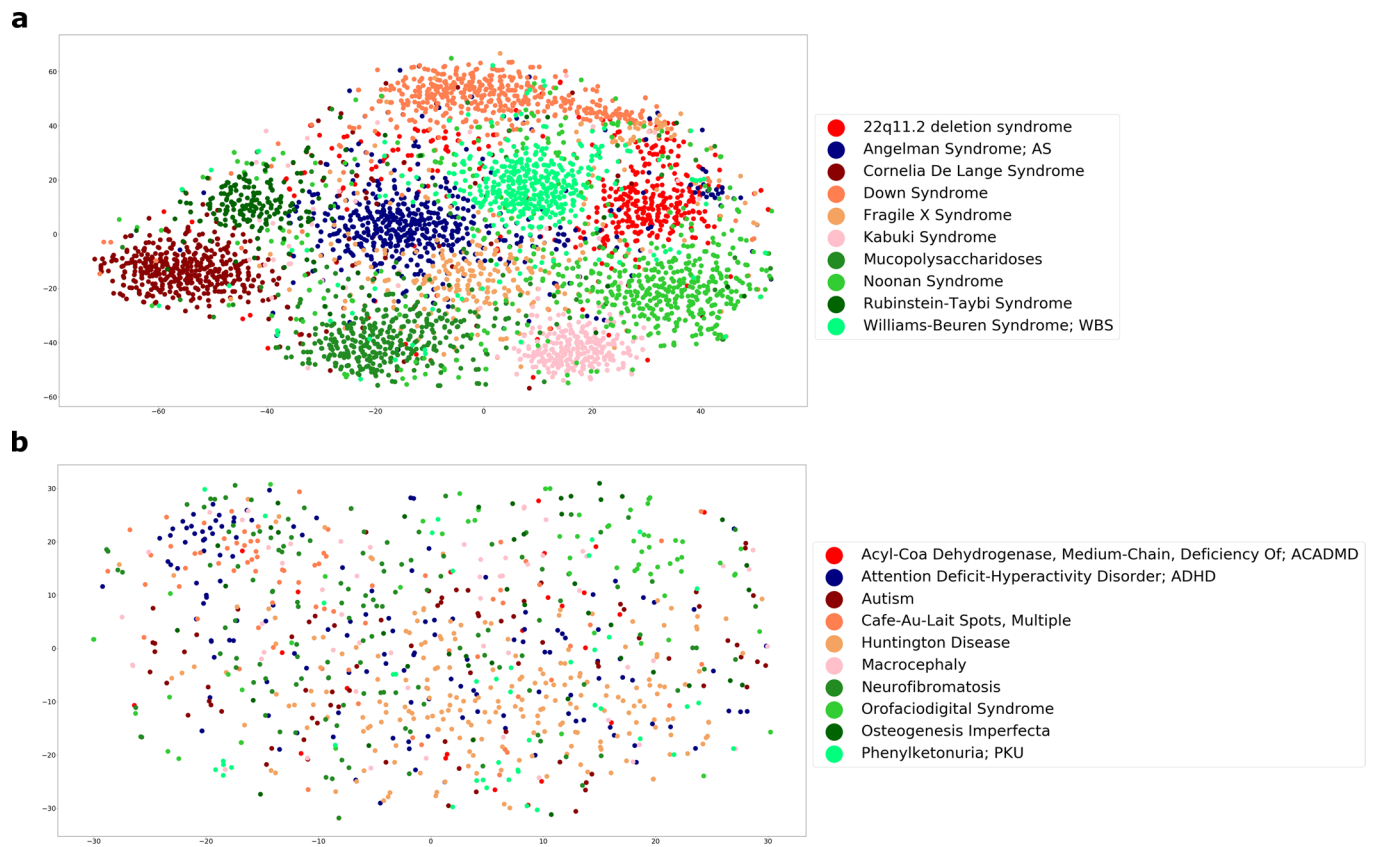 a
60
40
20
0
−20
−40
−60
−60
−40
−20
0
20
40
22q11.2 deletion syndrome
Angelman Syndrome; AS
Cornelia De Lange Syndrome
Down Syndrome
Fragile X Syndrome
Kabuki Syndrome
Mucopolysaccharidoses
Noonan Syndrome
Rubinstein-Taybi Syndrome
Williams-Beuren Syndrome; WBS
b
30
20
10
0
−10
−20
−30
−30
−20
−10
0
10
20
30
Acyl-Coa Dehydrogenase, Medium-Chain, Deficiency Of; ACADMD
Attention Deficit-Hyperactivity Disorder; ADHD
Autism
Cafe-Au-Lait Spots, Multiple
Huntington Disease
Macrocephaly
Neurofibromatosis
Orofaciodigital Syndrome
Osteogenesis Imperfecta
Phenylketonuria; PKU